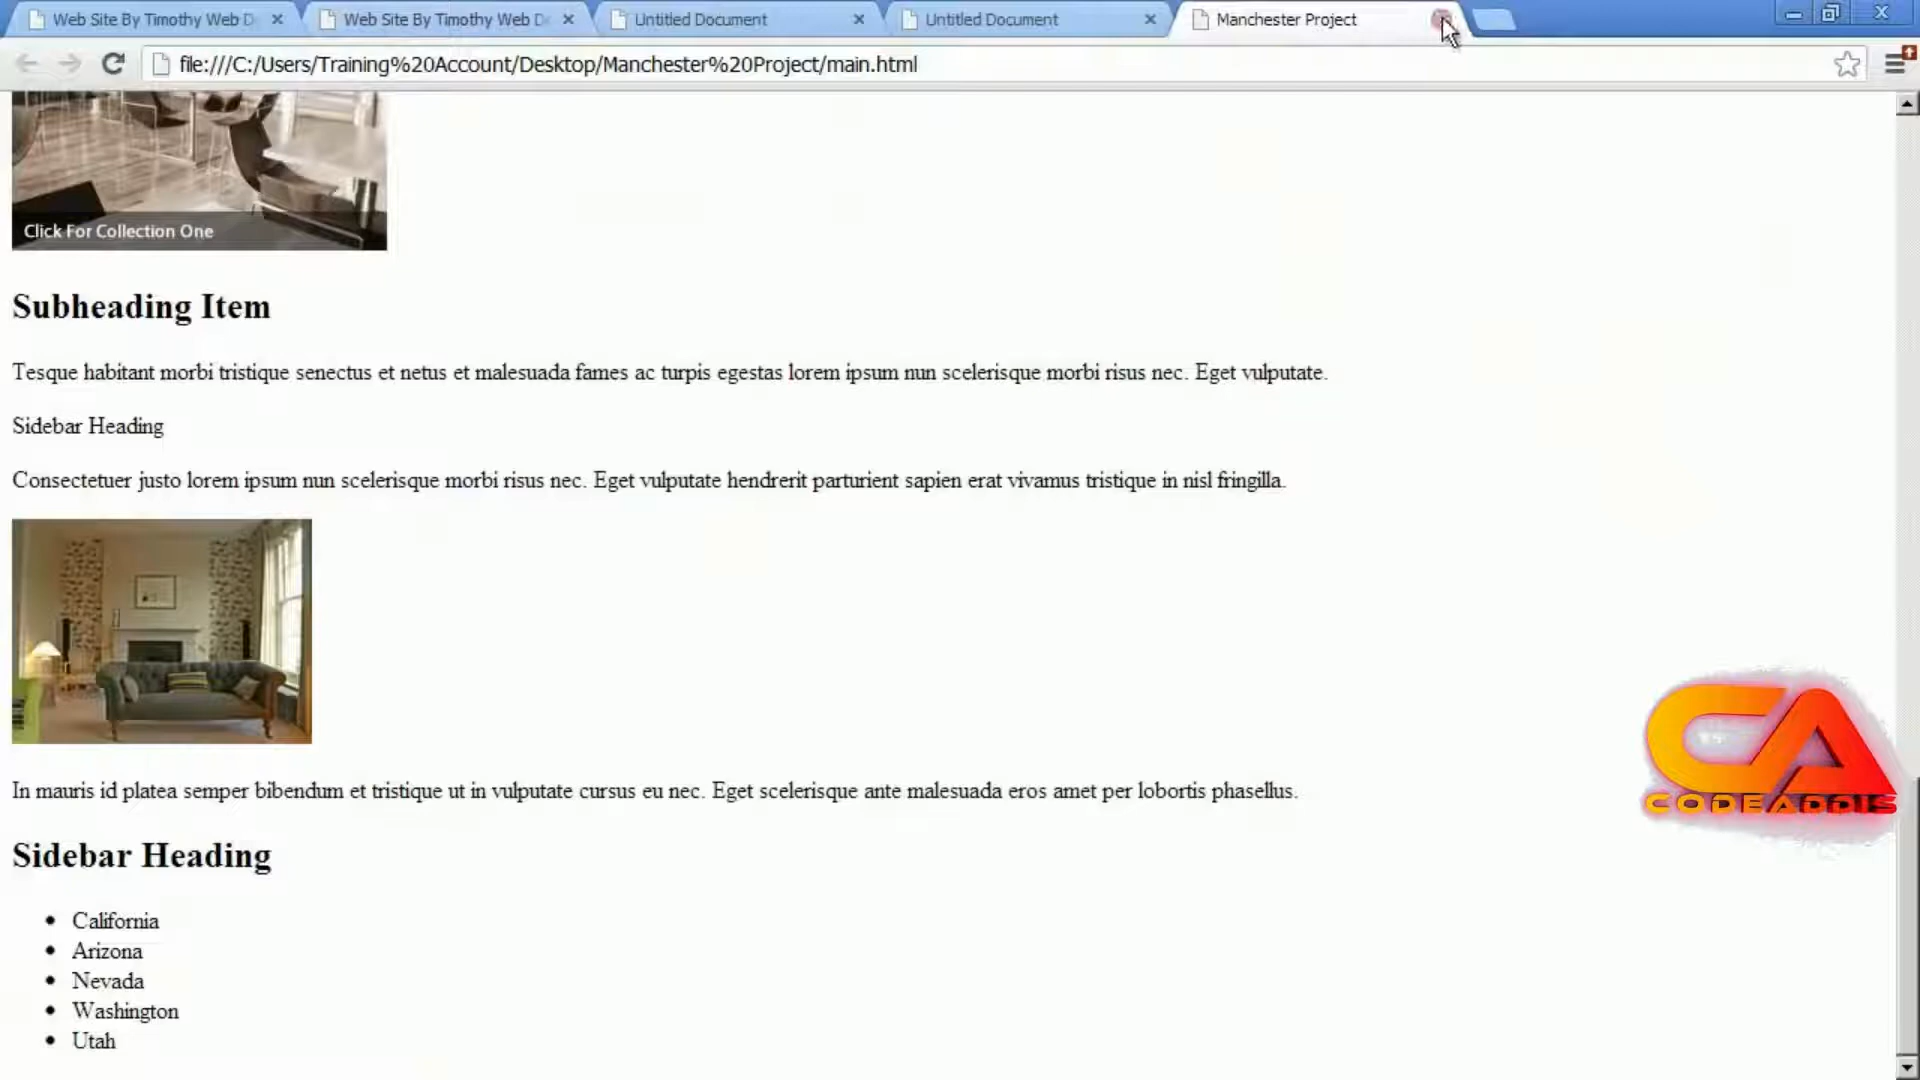 Web Site By Timothy Web D
Web Site By Timothy Web D
Untitled Document
Untitled Document
Manchester Project
file:///C:/Users/Training%20Account/Desktop/Manchester%20Project/main.html
Click For Collection One
Subheading Item
Tesque habitant morbi tristique senectus et netus et malesuada fames ac turpis egestas lorem ipsum nun scelerisque morbi risus nec. Eget vulputate.
Sidebar Heading
Consectetuer justo lorem ipsum nun scelerisque morbi risus nec. Eget vulputate hendrerit parturient sapien erat vivamus tristique in nisl fringilla.
In mauris id platea semper bibendum et tristique ut in vulputate cursus eu nec. Eget scelerisque ante malesuada eros amet per lobortis phasellus.
CA
CODEADDIS
Sidebar Heading
• California
• Arizona
• Nevada
• Washington
• Utah